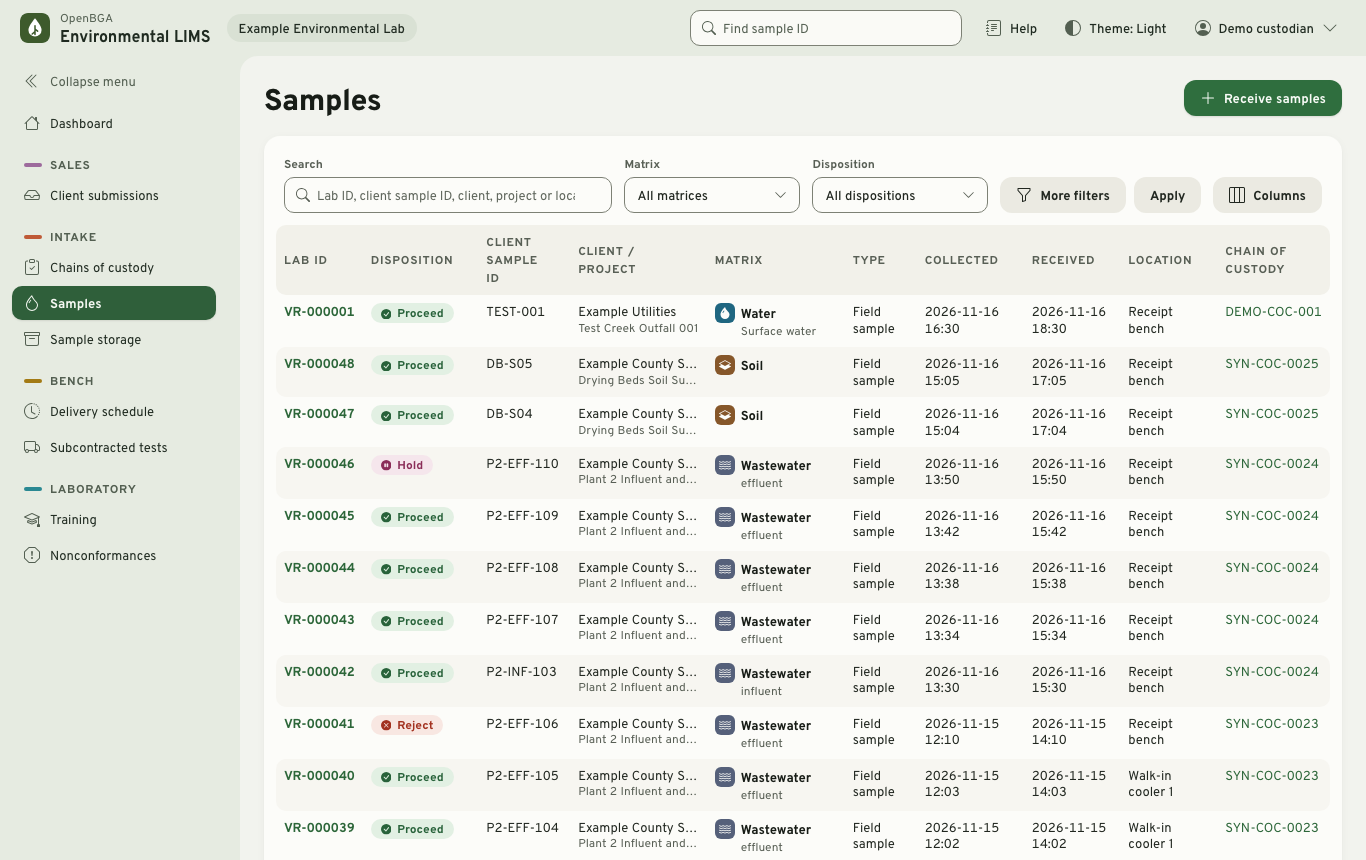 OpenBGA
Environmental LIMS
Example Environmental Lab
Find sample ID
Help
Theme: Light
Demo custodian
Collapse menu
Dashboard
SALES
Client submissions
INTAKE
Chains of custody
Samples
Sample storage
BENCH
Delivery schedule
Subcontracted tests
LABORATORY
Training
Nonconformances
Samples
Receive samples
Search
Matrix
Disposition
Lab ID, client sample ID, client, project or loca
All matrices
All dispositions
More filters
Apply
Columns
LAB ID DISPOSITION CLIENT SAMPLE ID CLIENT / PROJECT MATRIX TYPE COLLECTED RECEIVED LOCATION CHAIN OF CUSTODY
VR-000001 Proceed TEST-001 Example Utilities Water Field 2026-11-16 2026-11-16 Receipt DEMO-COC-001
Test Creek Outfall 001 Surface water sample 16:30 18:30 bench
VR-000048 Proceed DB-S05 Example County S... Soil Field 2026-11-16 2026-11-16 Receipt SYN-COC-0025
Drying Beds Soil Su... sample 15:05 17:05 bench
VR-000047 Proceed DB-S04 Example County S... Soil Field 2026-11-16 2026-11-16 Receipt SYN-COC-0025
Drying Beds Soil Su... sample 15:04 17:04 bench
VR-000046 Hold P2-EFF-110 Example County S... Wastewater Field 2026-11-16 2026-11-16 Receipt SYN-COC-0024
Plant 2 Influent and... effluent sample 13:50 15:50 bench
VR-000045 Proceed P2-EFF-109 Example County S... Wastewater Field 2026-11-16 2026-11-16 Receipt SYN-COC-0024
Plant 2 Influent and... effluent sample 13:42 15:42 bench
VR-000044 Proceed P2-EFF-108 Example County S... Wastewater Field 2026-11-16 2026-11-16 Receipt SYN-COC-0024
Plant 2 Influent and... effluent sample 13:38 15:38 bench
VR-000043 Proceed P2-EFF-107 Example County S... Wastewater Field 2026-11-16 2026-11-16 Receipt SYN-COC-0024
Plant 2 Influent and... effluent sample 13:34 15:34 bench
VR-000042 Proceed P2-INF-103 Example County S... Wastewater Field 2026-11-16 2026-11-16 Receipt SYN-COC-0024
Plant 2 Influent and... influent sample 13:30 15:30 bench
VR-000041 Reject P2-EFF-106 Example County S... Wastewater Field 2026-11-15 2026-11-15 Receipt SYN-COC-0023
Plant 2 Influent and... effluent sample 12:10 14:10 bench
VR-000040 Proceed P2-EFF-105 Example County S... Wastewater Field 2026-11-15 2026-11-15 Walk-in SYN-COC-0023
Plant 2 Influent and... effluent sample 12:03 14:03 cooler 1
VR-000039 Proceed P2-EFF-104 Example County S... Wastewater Field 2026-11-15 2026-11-15 Walk-in SYN-COC-0023
Plant 2 Influent and... effluent sample 12:02 14:02 cooler 1